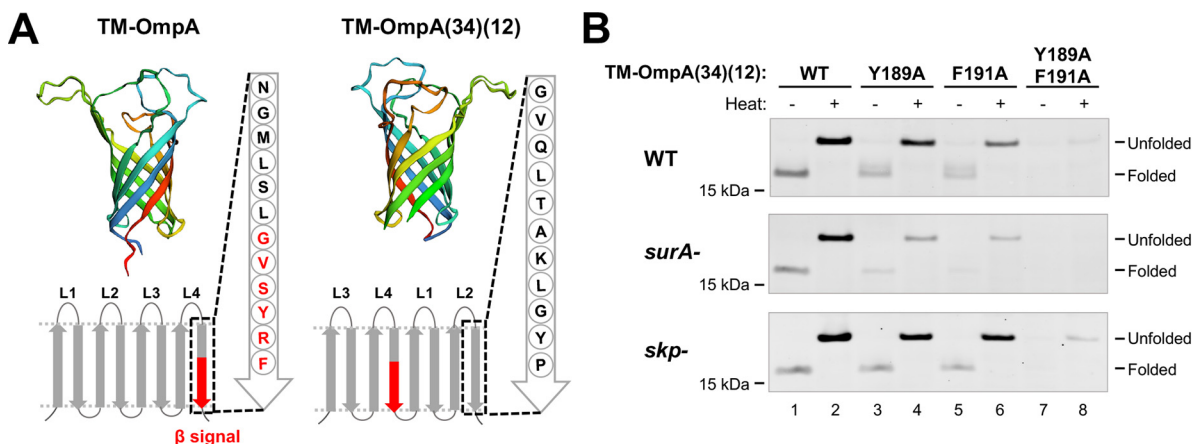 A
TM-OmpA
TM-OmpA(34)(12)
N
G
M
L
S
L
G
V
S
Y
R
F
G
V
Q
L
T
A
K
L
G
Y
P
L1 L2 L3 L4
L3 L4 L1 L2
β signal
B
TM-OmpA(34)(12): WT Y189A F191A Y189A
F191A
Heat: - + - + - + - +
WT
Unfolded
Folded
15 kDa
surA-
Unfolded
Folded
15 kDa
skp-
Unfolded
Folded
15 kDa
1 2 3 4 5 6 7 8